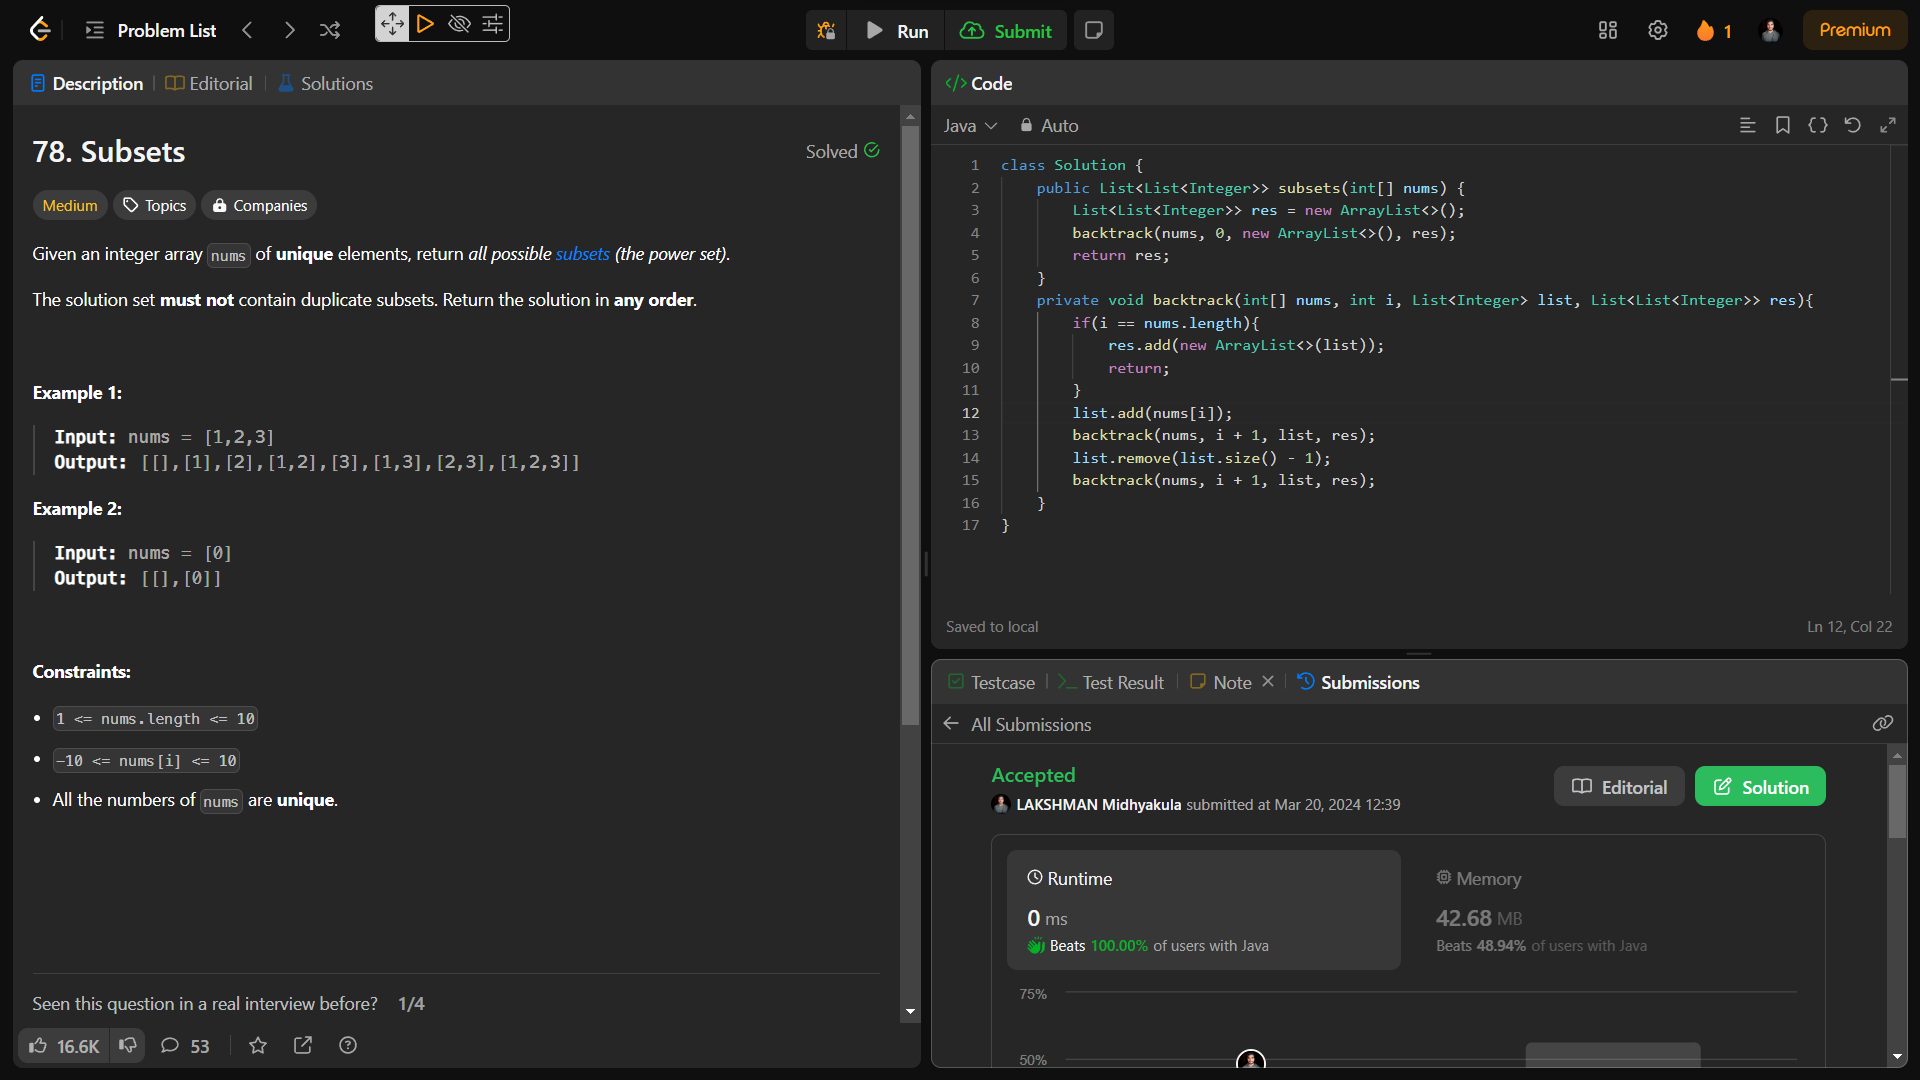 Problem List
Run
Submit
1
Premium
Description
Editorial
Solutions
78. Subsets
Solved
Medium
Topics
Companies
Given an integer array nums of unique elements, return all possible subsets (the power set).
The solution set must not contain duplicate subsets. Return the solution in any order.
Example 1:
Input: nums = [1,2,3]
Output: [[],[1],[2],[1,2],[3],[1,3],[2,3],[1,2,3]]
Example 2:
Input: nums = [0]
Output: [[],[0]]
Constraints:
1 <= nums.length <= 10
-10 <= nums[i] <= 10
All the numbers of nums are unique.
Seen this question in a real interview before? 1/4
16.6K
53
</> Code
Java
Auto
1 class Solution {
2 public List<List<Integer>> subsets(int[] nums) {
3 List<List<Integer>> res = new ArrayList<>();
4 backtrack(nums, 0, new ArrayList<>(), res);
5 return res;
6 }
7 private void backtrack(int[] nums, int i, List<Integer> list, List<List<Integer>> res){
8 if(i == nums.length){
9 res.add(new ArrayList<>(list));
10 return;
11 }
12 list.add(nums[i]);
13 backtrack(nums, i + 1, list, res);
14 list.remove(list.size() - 1);
15 backtrack(nums, i + 1, list, res);
16 }
17 }
Saved to local
Ln 12, Col 22
Testcase
Test Result
Note
Submissions
All Submissions
Accepted
LAKSHMAN Midhyakula submitted at Mar 20, 2024 12:39
Editorial
Solution
Runtime
0 ms
Beats 100.00% of users with Java
Memory
42.68 MB
Beats 48.94% of users with Java
75%
50%